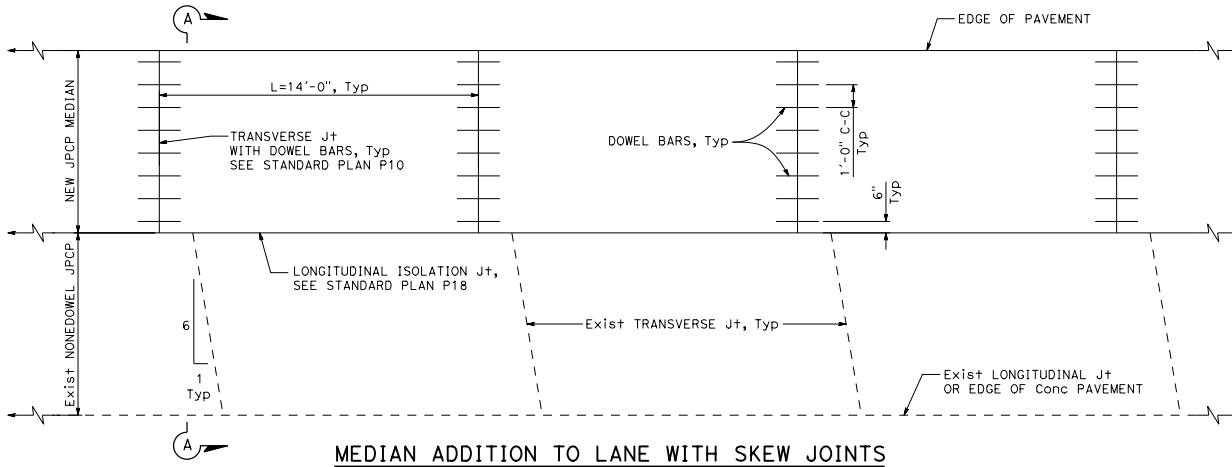 A
EDGE OF PAVEMENT
NEW JPCP MEDIAN
L=14'-0", Typ
TRANSVERSE Jt
WITH DOWEL BARS, Typ
SEE STANDARD PLAN P10
DOWEL BARS, Typ
1'-0" C-C
Typ
6"
Typ
Exist NONEDOWEL JPCP
LONGITUDINAL ISOLATION Jt,
SEE STANDARD PLAN P18
6
1
Typ
Exist TRANSVERSE Jt, Typ
Exist LONGITUDINAL Jt
OR EDGE OF Conc PAVEMENT
A
MEDIAN ADDITION TO LANE WITH SKEW JOINTS